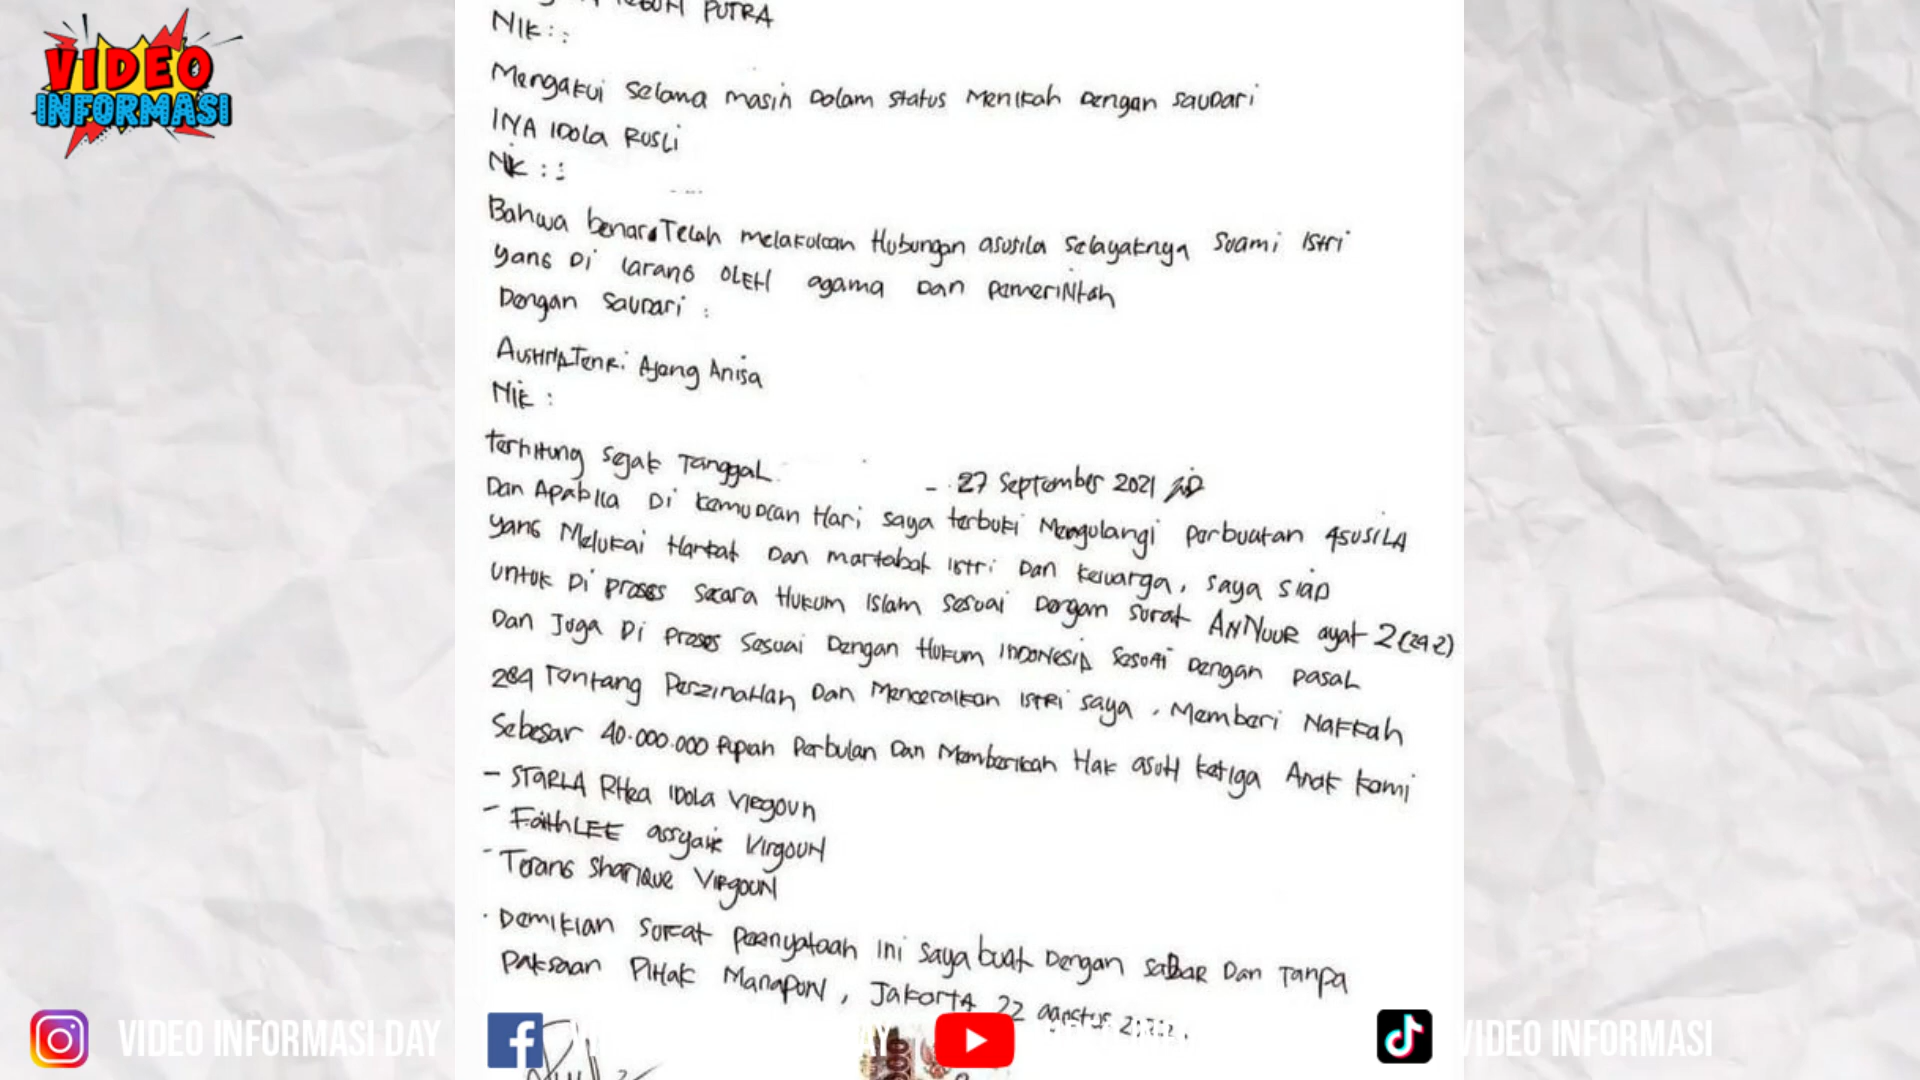 VIDEO
INFORMASI
PUTRA
NIK : :
Mengakui selama masih Dalam status Menikah Dengan saudari
INA IDola RUSLi
NIK : :
Bahwa benar Telah melakukan Hubungan asusila selayaknya Suami Istri
yang Di larang OLEH agama Dan pemerintah
Dengan Saudari :
Tenri Ajeng Anisa
NIK :
Terhitung Sejak Tanggal - 27 September 2021
Dan ApabIla Di kemudian Hari saya terbukti Mengulangi perbuatan ASUSILA
yang Melukai Harkat Dan martabat istri Dan keluarga, saya siap
untuk Di proses secara Hukum Islam sesuai Dengan surat ANNUUR ayat 2 (24:2)
Dan Juga Di proses Sesuai Dengan Hukum INDONESIA Sesuai Dengan pasal
284 Tentang Perzinahan Dan Menceraikan IstRi saya, Memberi NaFkah
Sebesar 40.000.000 Rupiah Perbulan Dan Memberikan Hak asuh ketiga Anak kami
- STARLA RHea IDola VIRGoun
- FaithLEE assyaik VIrgouN
- Terang Sharique VIRgouN
. Demikian surat pernyataan Ini saya buat Dengan saBaR Dan Tanpa
paksaan PIHak ManapuN, JakartA 22 agustus
VIDEO INFORMASI DAY
VIDEO INFORMASI